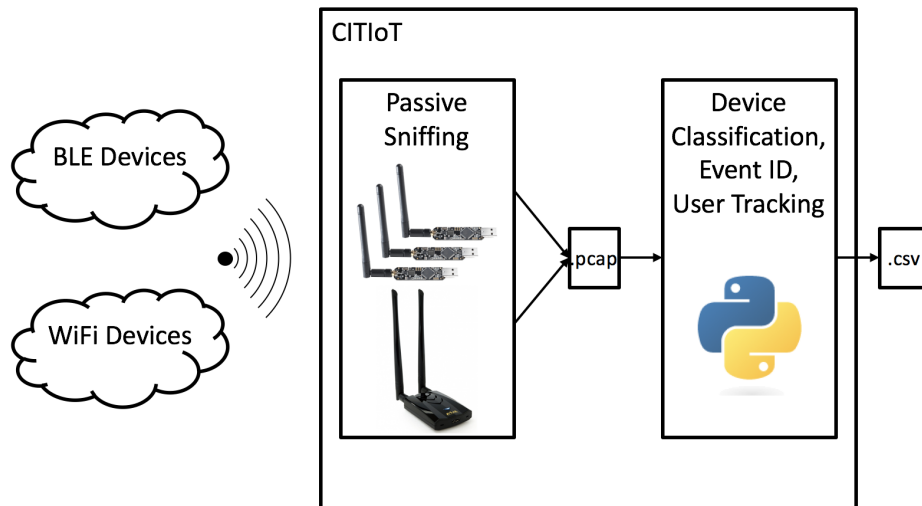 CITIoT
BLE Devices
WiFi Devices
Passive
Sniffing
.pcap
Device
Classification,
Event ID,
User Tracking
.csv